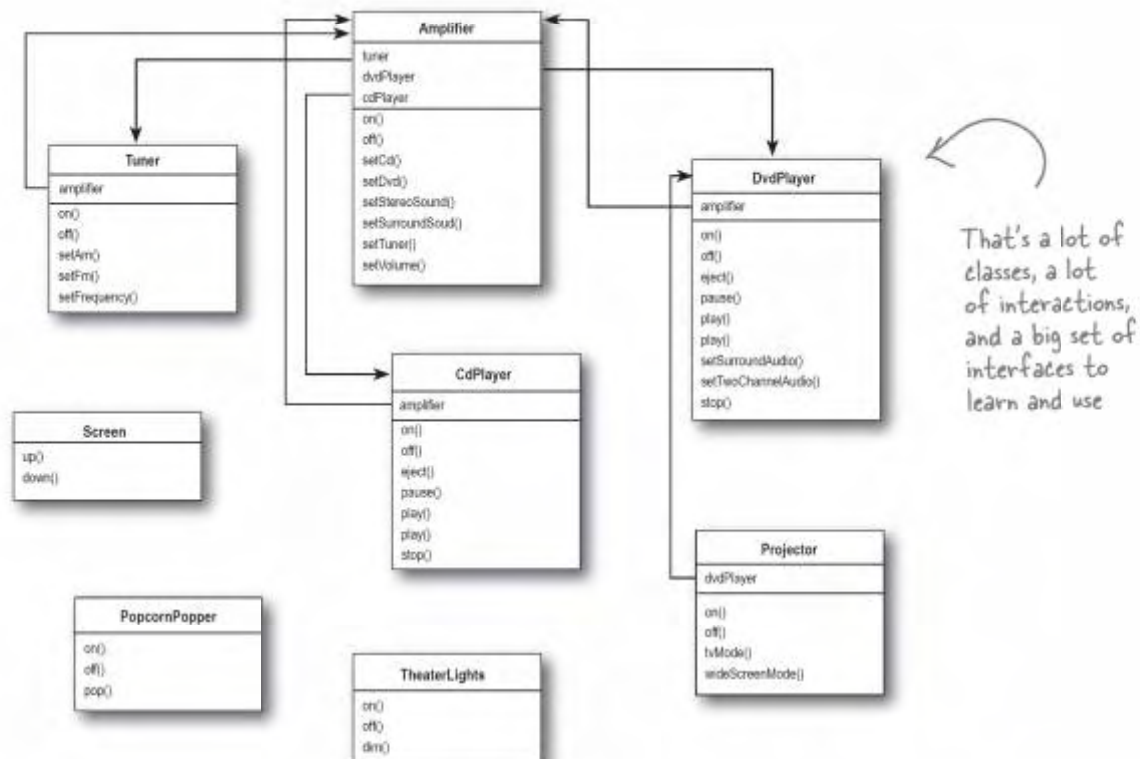 Amplifier
tuner
dvdPlayer
cdPlayer
on()
off()
setCd()
setDvd()
setStereoSound()
setSurroundSoud()
setTuner()
setVolume()
Tuner
amplifier
on()
off()
setAm()
setFm()
setFrequency()
DvdPlayer
amplifier
on()
off()
eject()
pause()
play()
play()
setSurroundAudio()
setTwoChannelAudio()
stop()
That's a lot of
classes, a lot
of interactions,
and a big set of
interfaces to
learn and use
CdPlayer
amplifier
on()
off()
eject()
pause()
play()
play()
stop()
Screen
up()
down()
Projector
dvdPlayer
on()
off()
tvMode()
wideScreenMode()
PopcornPopper
on()
off()
pop()
TheaterLights
on()
off()
dim()